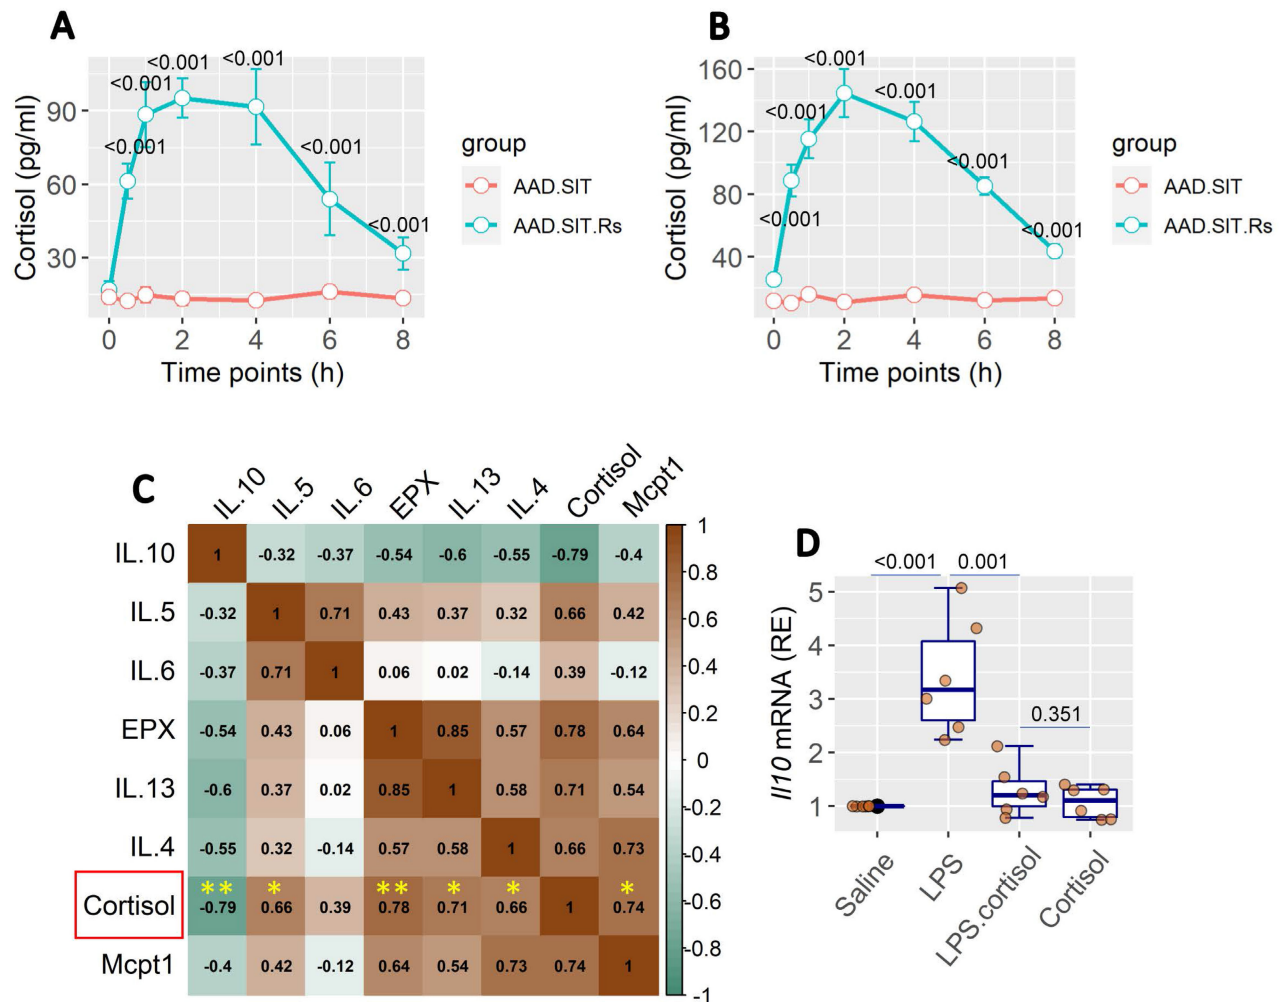 A
<0.001
<0.001
<0.001
<0.001
<0.001
<0.001
90
60
30
Cortisol (pg/ml)
0 2 4 6 8
Time points (h)
group
AAD.SIT
AAD.SIT.Rs
B
<0.001
<0.001
<0.001
<0.001
<0.001
<0.001
160
120
80
40
Cortisol (pg/ml)
0 2 4 6 8
Time points (h)
group
AAD.SIT
AAD.SIT.Rs
C
IL.10 IL.5 IL.6 EPX IL.13 IL.4 Cortisol Mcpt1
IL.10 1 -0.32 -0.37 -0.54 -0.6 -0.55 -0.79 -0.4
IL.5 -0.32 1 0.71 0.43 0.37 0.32 0.66 0.42
IL.6 -0.37 0.71 1 0.06 0.02 -0.14 0.39 -0.12
EPX -0.54 0.43 0.06 1 0.85 0.57 0.78 0.64
IL.13 -0.6 0.37 0.02 0.85 1 0.58 0.71 0.54
IL.4 -0.55 0.32 -0.14 0.57 0.58 1 0.66 0.73
** * ** * * *
Cortisol -0.79 0.66 0.39 0.78 0.71 0.66 1 0.74
Mcpt1 -0.4 0.42 -0.12 0.64 0.54 0.73 0.74 1
1
0.8
0.6
0.4
0.2
0
-0.2
-0.4
-0.6
-0.8
-1
D
<0.001 0.001
0.351
5
4
3
2
1
Il10 mRNA (RE)
Saline LPS LPS.cortisol Cortisol